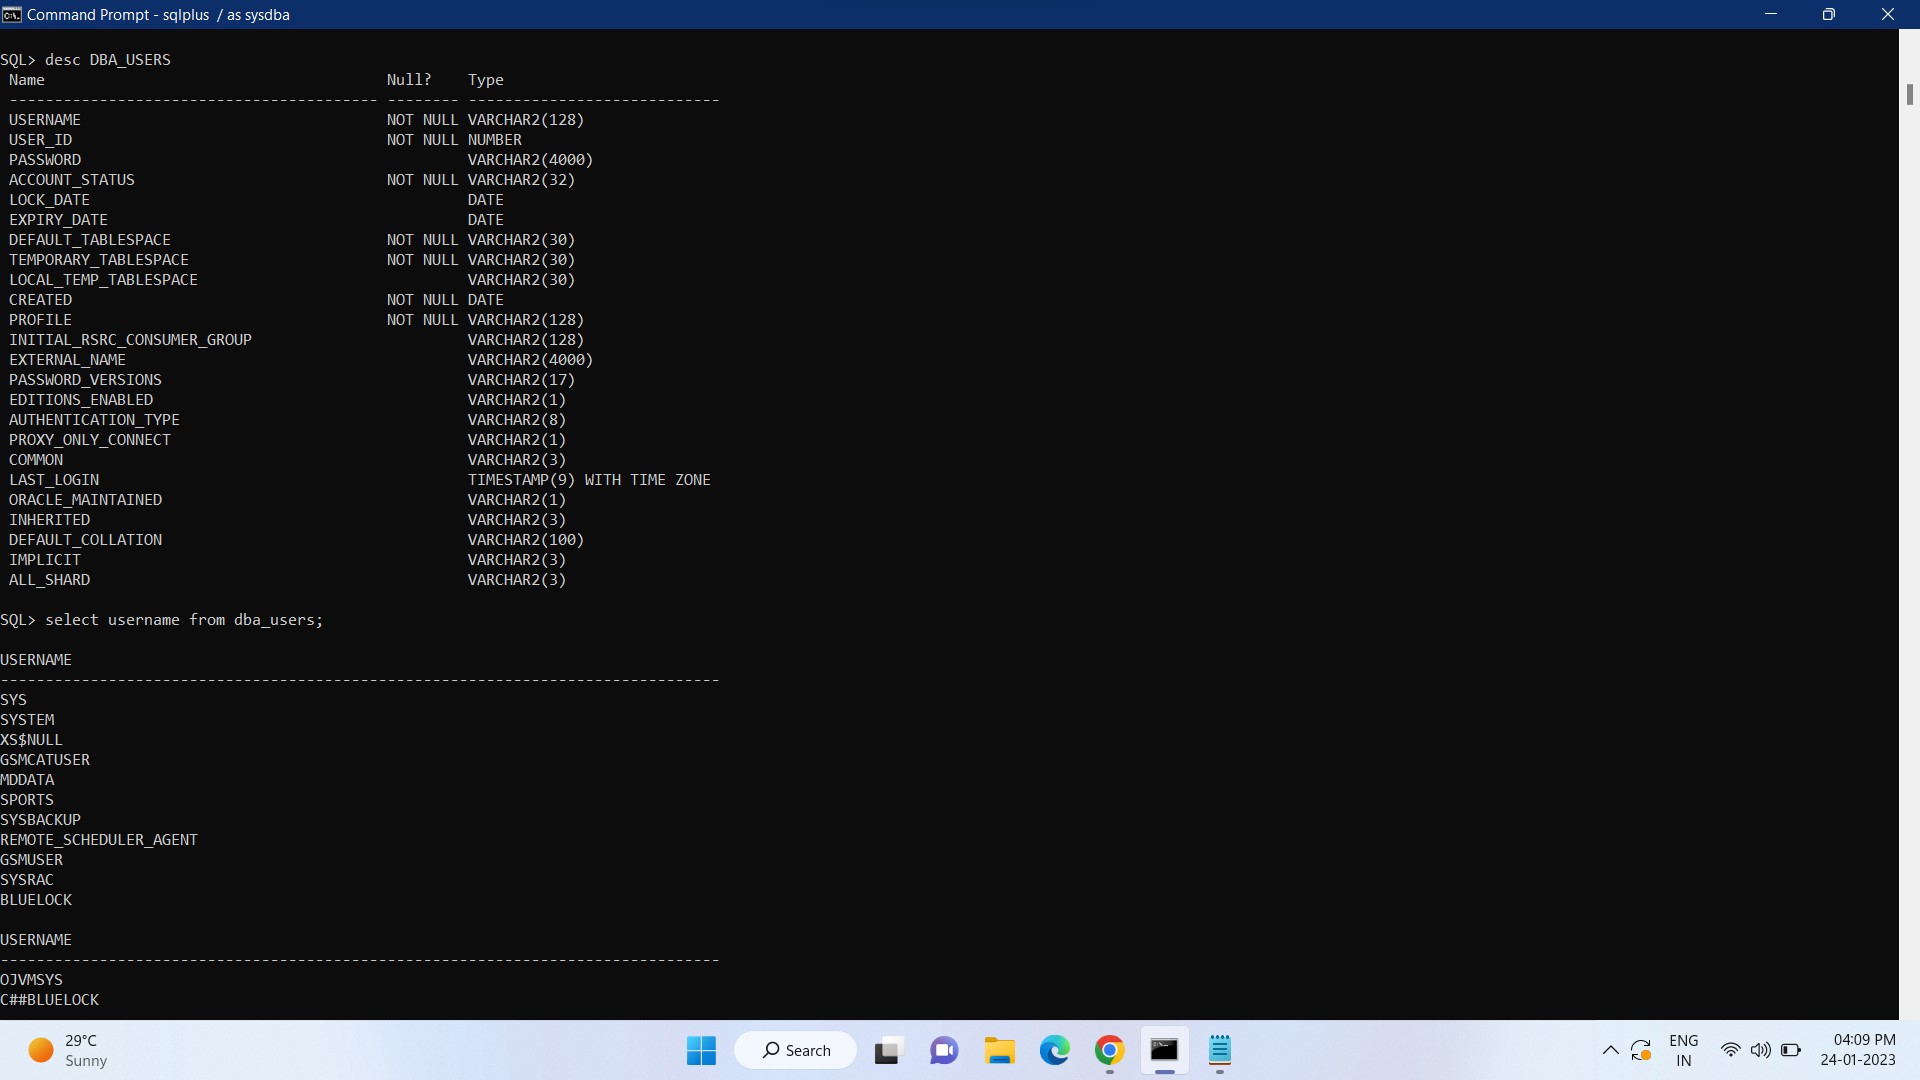 Command Prompt - sqlplus  / as sysdba
SQL> desc DBA_USERS
 Name                                      Null?    Type
 ----------------------------------------- -------- ----------------------------
 USERNAME                                  NOT NULL VARCHAR2(128)
 USER_ID                                   NOT NULL NUMBER
 PASSWORD                                           VARCHAR2(4000)
 ACCOUNT_STATUS                            NOT NULL VARCHAR2(32)
 LOCK_DATE                                          DATE
 EXPIRY_DATE                                        DATE
 DEFAULT_TABLESPACE                        NOT NULL VARCHAR2(30)
 TEMPORARY_TABLESPACE                      NOT NULL VARCHAR2(30)
 LOCAL_TEMP_TABLESPACE                              VARCHAR2(30)
 CREATED                                   NOT NULL DATE
 PROFILE                                   NOT NULL VARCHAR2(128)
 INITIAL_RSRC_CONSUMER_GROUP                        VARCHAR2(128)
 EXTERNAL_NAME                                      VARCHAR2(4000)
 PASSWORD_VERSIONS                                  VARCHAR2(17)
 EDITIONS_ENABLED                                   VARCHAR2(1)
 AUTHENTICATION_TYPE                                VARCHAR2(8)
 PROXY_ONLY_CONNECT                                 VARCHAR2(1)
 COMMON                                             VARCHAR2(3)
 LAST_LOGIN                                         TIMESTAMP(9) WITH TIME ZONE
 ORACLE_MAINTAINED                                  VARCHAR2(1)
 INHERITED                                          VARCHAR2(3)
 DEFAULT_COLLATION                                  VARCHAR2(100)
 IMPLICIT                                           VARCHAR2(3)
 ALL_SHARD                                          VARCHAR2(3)
SQL> select username from dba_users;
USERNAME
--------------------------------------------------------------------------------
SYS
SYSTEM
XS$NULL
GSMCATUSER
MDDATA
SPORTS
SYSBACKUP
REMOTE_SCHEDULER_AGENT
GSMUSER
SYSRAC
BLUELOCK
USERNAME
--------------------------------------------------------------------------------
OJVMSYS
C##BLUELOCK
29°C
Sunny
Search
ENG
IN
04:09 PM
24-01-2023